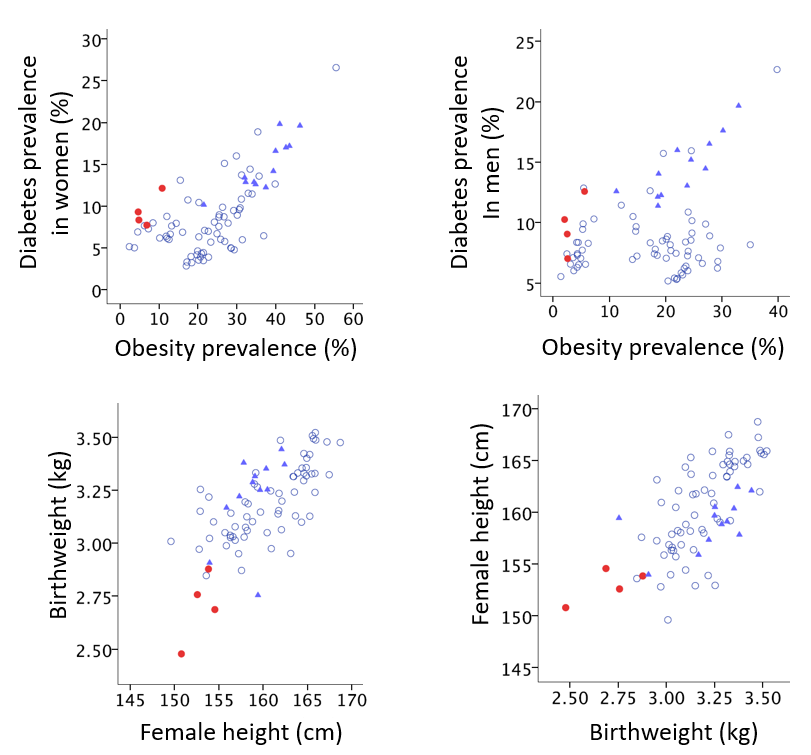 Diabetes prevalence
in women (%)
30
25
20
15
10
5
0
0 10 20 30 40 50 60
Obesity prevalence (%)
Diabetes prevalence
In men (%)
25
20
15
10
5
0 10 20 30 40
Obesity prevalence (%)
Birthweight (kg)
3.50
3.25
3.00
2.75
2.50
145 150 155 160 165 170
Female height (cm)
Female height (cm)
170
165
160
155
150
145
2.50 2.75 3.00 3.25 3.50
Birthweight (kg)